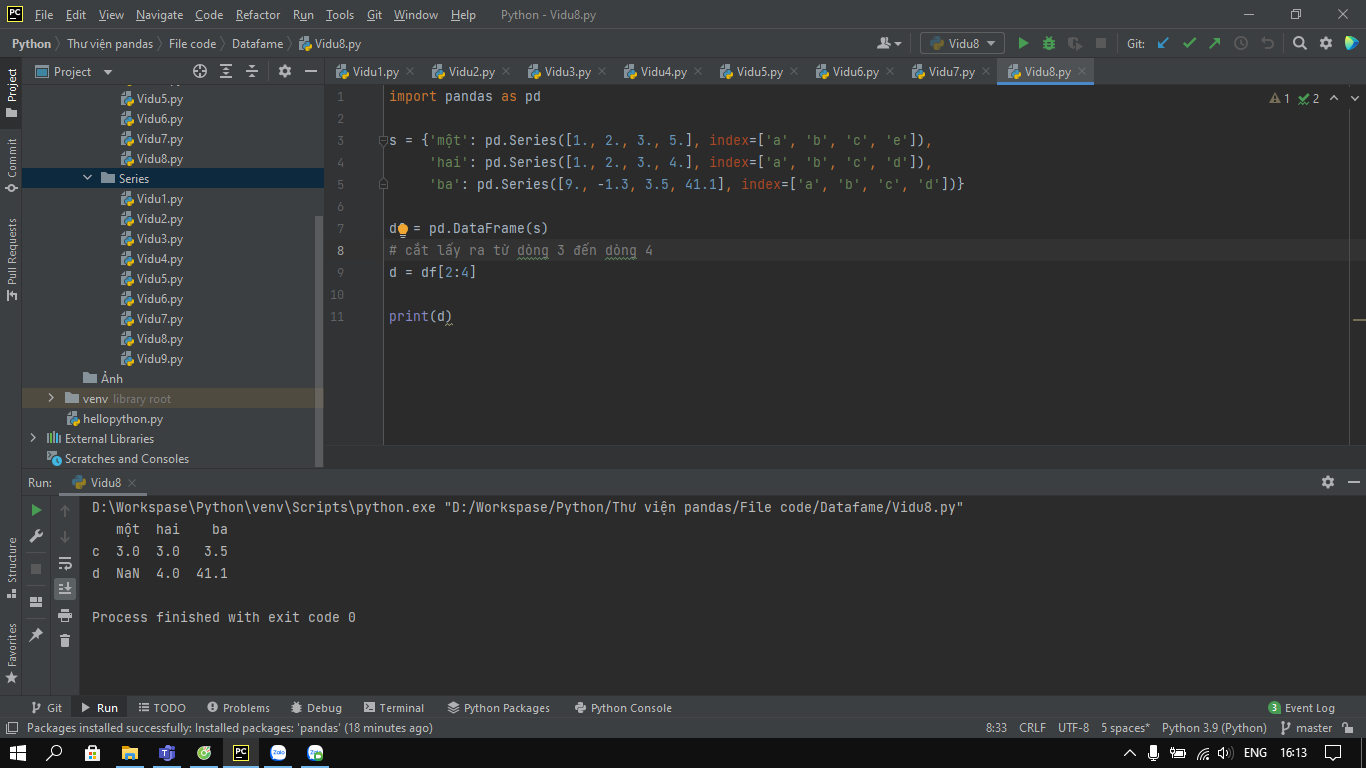 PC File Edit View Navigate Code Refactor Run Tools Git Window Help Python - Vidu8.py
Python Thư viện pandas File code Datafame Vidu8.py Vidu8 Git:
Project Vidu1.py Vidu2.py Vidu3.py Vidu4.py Vidu5.py Vidu6.py Vidu7.py Vidu8.py
Project
Commit
Pull Requests
Structure
Favorites
Vidu5.py
Vidu6.py
Vidu7.py
Vidu8.py
Series
Vidu1.py
Vidu2.py
Vidu3.py
Vidu4.py
Vidu5.py
Vidu6.py
Vidu7.py
Vidu8.py
Vidu9.py
Ảnh
venv library root
hellopython.py
External Libraries
Scratches and Consoles
1 import pandas as pd
1 2
2
3 s = {'một': pd.Series([1., 2., 3., 5.], index=['a', 'b', 'c', 'e']),
4 'hai': pd.Series([1., 2., 3., 4.], index=['a', 'b', 'c', 'd']),
5 'ba': pd.Series([9., -1.3, 3.5, 41.1], index=['a', 'b', 'c', 'd'])}
6
7 d = pd.DataFrame(s)
8 # cắt lấy ra từ dòng 3 đến dòng 4
9 d = df[2:4]
10
11 print(d)
Run: Vidu8
D:\Workspase\Python\venv\Scripts\python.exe "D:/Workspase/Python/Thư viện pandas/File code/Datafame/Vidu8.py"
một hai ba
c 3.0 3.0 3.5
d NaN 4.0 41.1
Process finished with exit code 0
Git Run TODO Problems Debug Terminal Python Packages Python Console 3 Event Log
Packages installed successfully: Installed packages: 'pandas' (18 minutes ago) 8:33 CRLF UTF-8 5 spaces* Python 3.9 (Python) master
PC Zalo Zalo ENG 16:13